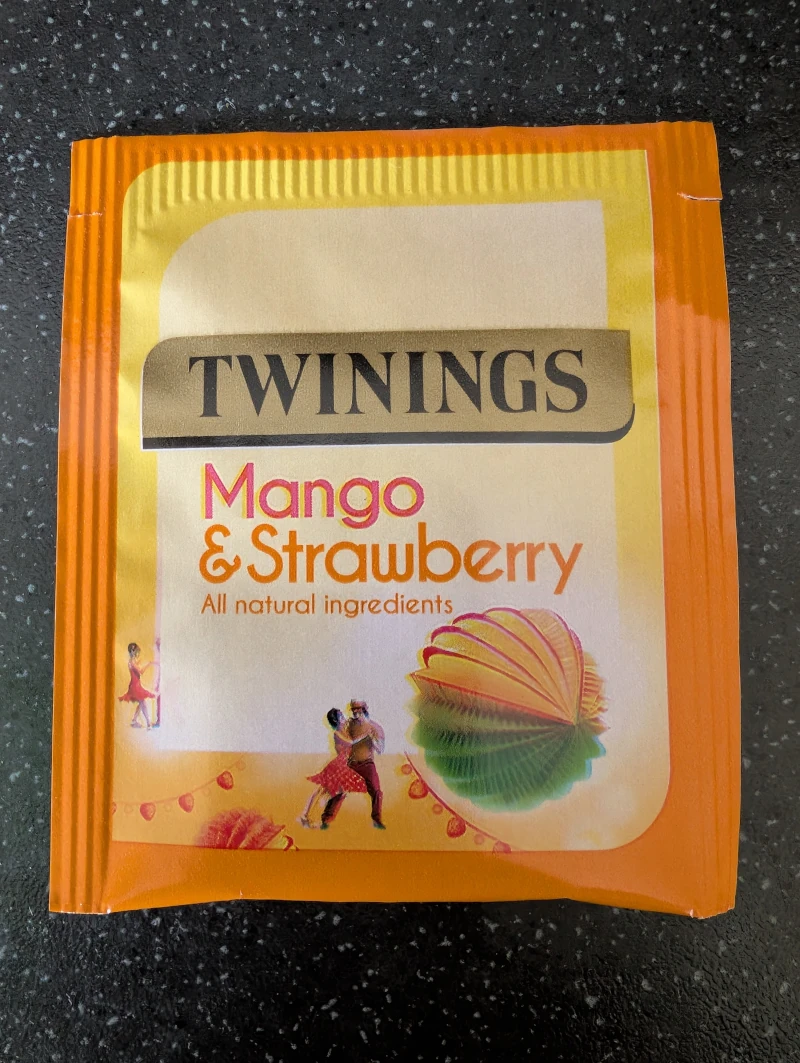 TWININGS
Mango
& Strawberry
All natural ingredients